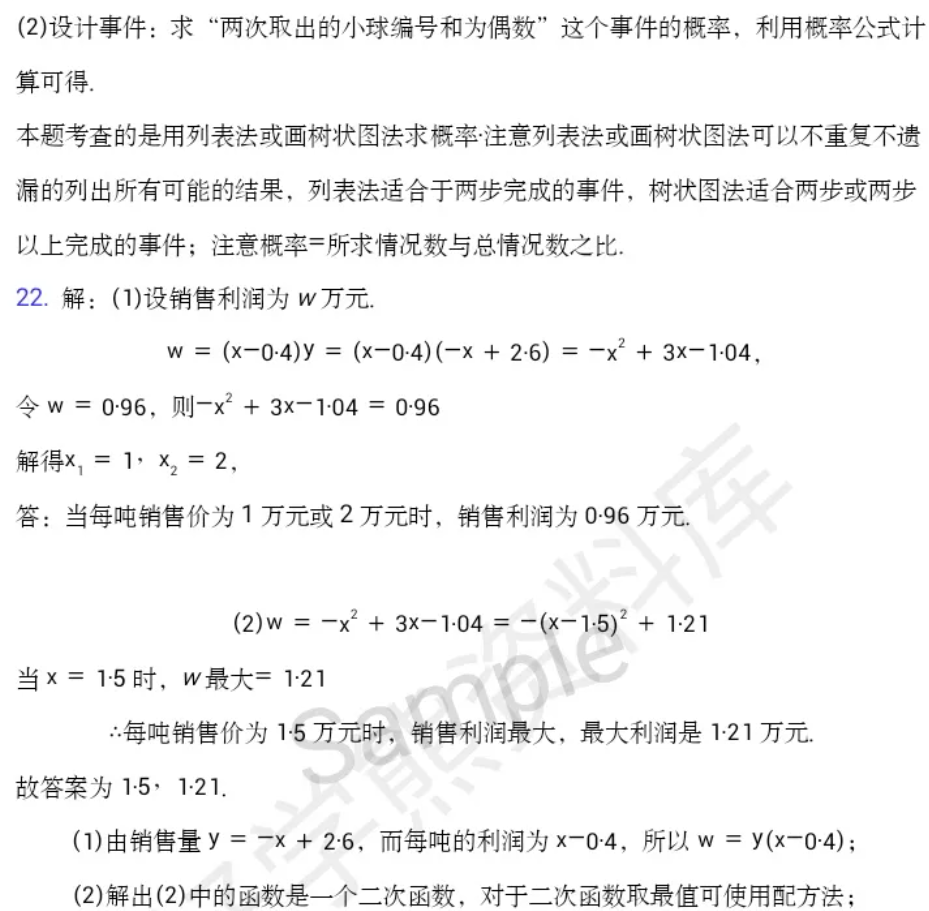 (2)设计事件：求“两次取出的小球编号和为偶数”这个事件的概率，利用概率公式计
算可得.
本题考查的是用列表法或画树状图法求概率·注意列表法或画树状图法可以不重复不遗
漏的列出所有可能的结果，列表法适合于两步完成的事件，树状图法适合两步或两步
以上完成的事件；注意概率=所求情况数与总情况数之比.
22. 解：(1)设销售利润为 w 万元.
w = (x−0·4)y = (x−0·4)(−x + 2·6) = −x² + 3x−1·04，
令 w = 0·96，则−x² + 3x−1·04 = 0·96
解得x₁ = 1，x₂ = 2，
答：当每吨销售价为 1 万元或 2 万元时，销售利润为 0·96 万元.
(2)w = −x² + 3x−1·04 = −(x−1·5)² + 1·21
当 x = 1·5 时，w 最大= 1·21
∴每吨销售价为 1·5 万元时，销售利润最大，最大利润是 1·21 万元.
故答案为 1·5，1·21.
(1)由销售量 y = −x + 2·6，而每吨的利润为 x−0·4，所以 w = y(x−0·4)；
(2)解出(2)中的函数是一个二次函数，对于二次函数取最值可使用配方法；
学熊资料库
Sample